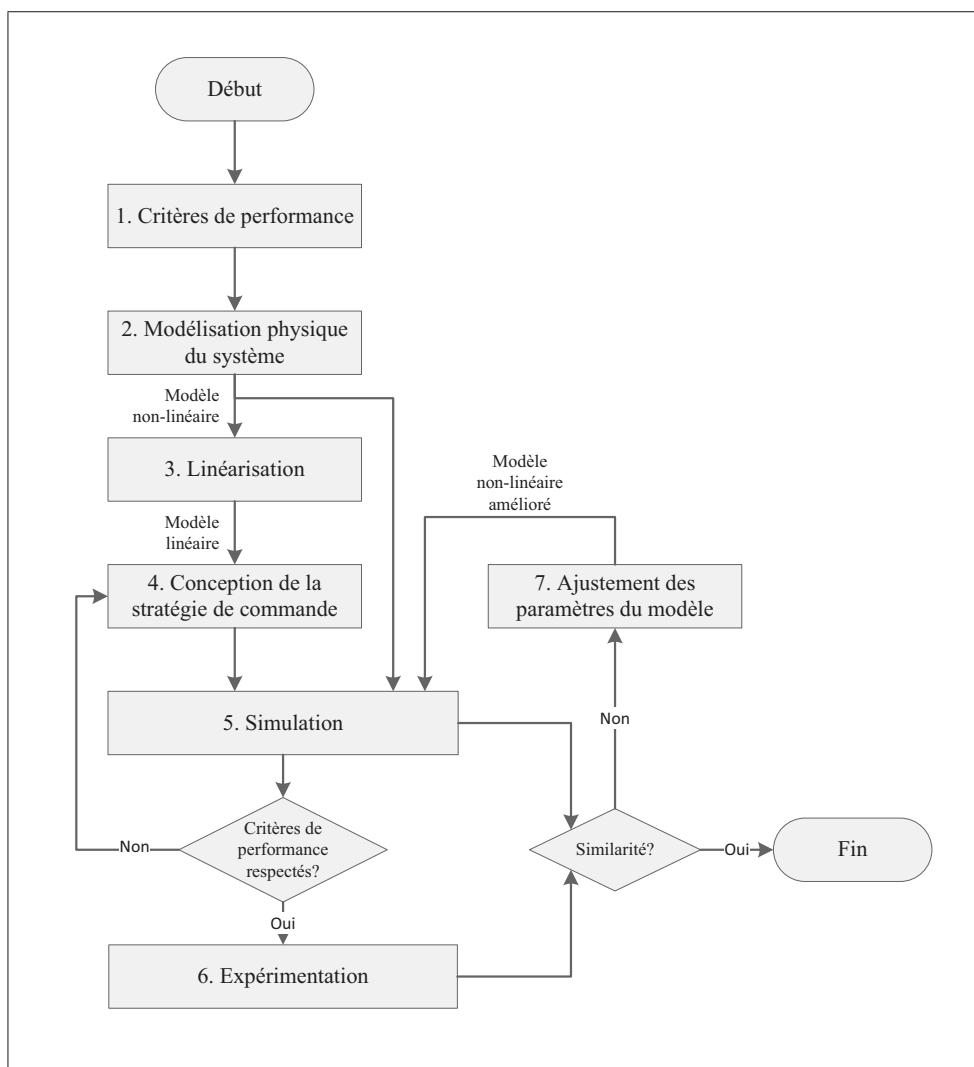 Début
1. Critères de performance
2. Modélisation physique
du système
Modèle
non-linéaire
3. Linéarisation
Modèle
non-linéaire
amélioré
Modèle
linéaire
4. Conception de la
stratégie de commande
7. Ajustement des
paramètres du modèle
5. Simulation
Non
Critères de
performance
respectés?
Non
Similarité?
Oui
Fin
Oui
6. Expérimentation